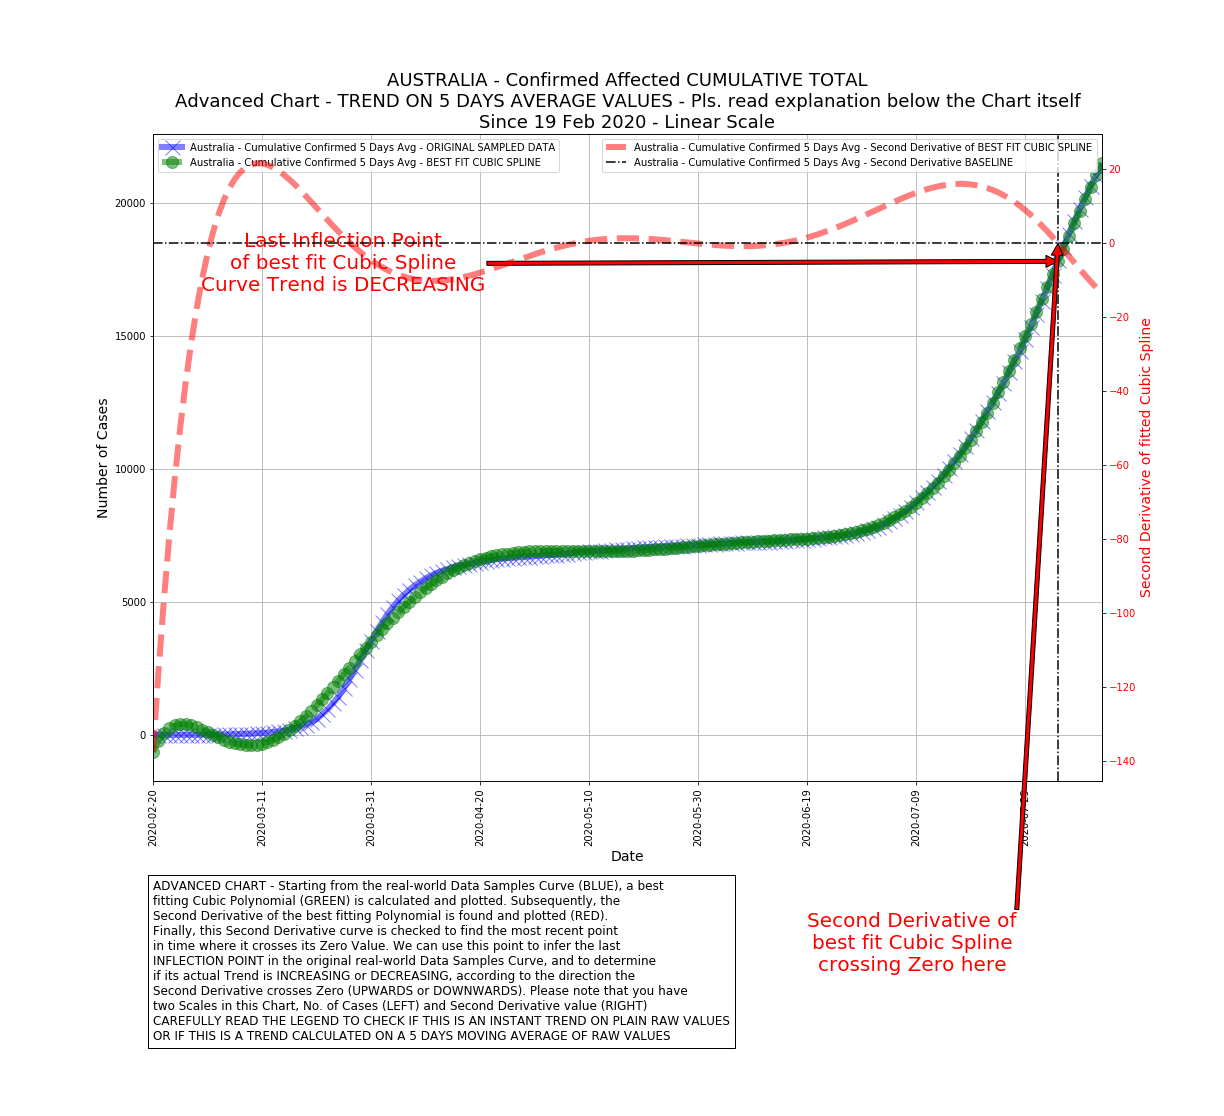 AUSTRALIA - Confirmed Affected CUMULATIVE TOTAL
Advanced Chart - TREND ON 5 DAYS AVERAGE VALUES - Pls. read explanation below the Chart itself
Since 19 Feb 2020 - Linear Scale
Australia - Cumulative Confirmed 5 Days Avg - ORIGINAL SAMPLED DATA
Australia - Cumulative Confirmed 5 Days Avg - BEST FIT CUBIC SPLINE
Australia - Cumulative Confirmed 5 Days Avg - Second Derivative of BEST FIT CUBIC SPLINE
Australia - Cumulative Confirmed 5 Days Avg - Second Derivative BASELINE
Last Inflection Point
of best fit Cubic Spline
Curve Trend is DECREASING
Number of Cases
20000
15000
10000
5000
0
20
0
−20
−40
−60
−80
−100
−120
−140
Second Derivative of fitted Cubic Spline
2020-02-20
2020-03-11
2020-03-31
2020-04-20
2020-05-10
2020-05-30
2020-06-19
2020-07-09
2020-07-29
Date
ADVANCED CHART - Starting from the real-world Data Samples Curve (BLUE), a best
fitting Cubic Polynomial (GREEN) is calculated and plotted. Subsequently, the
Second Derivative of the best fitting Polynomial is found and plotted (RED).
Finally, this Second Derivative curve is checked to find the most recent point
in time where it crosses its Zero Value. We can use this point to infer the last
INFLECTION POINT in the original real-world Data Samples Curve, and to determine
if its actual Trend is INCREASING or DECREASING, according to the direction the
Second Derivative crosses Zero (UPWARDS or DOWNWARDS). Please note that you have
two Scales in this Chart, No. of Cases (LEFT) and Second Derivative value (RIGHT)
CAREFULLY READ THE LEGEND TO CHECK IF THIS IS AN INSTANT TREND ON PLAIN RAW VALUES
OR IF THIS IS A TREND CALCULATED ON A 5 DAYS MOVING AVERAGE OF RAW VALUES
Second Derivative of
best fit Cubic Spline
crossing Zero here